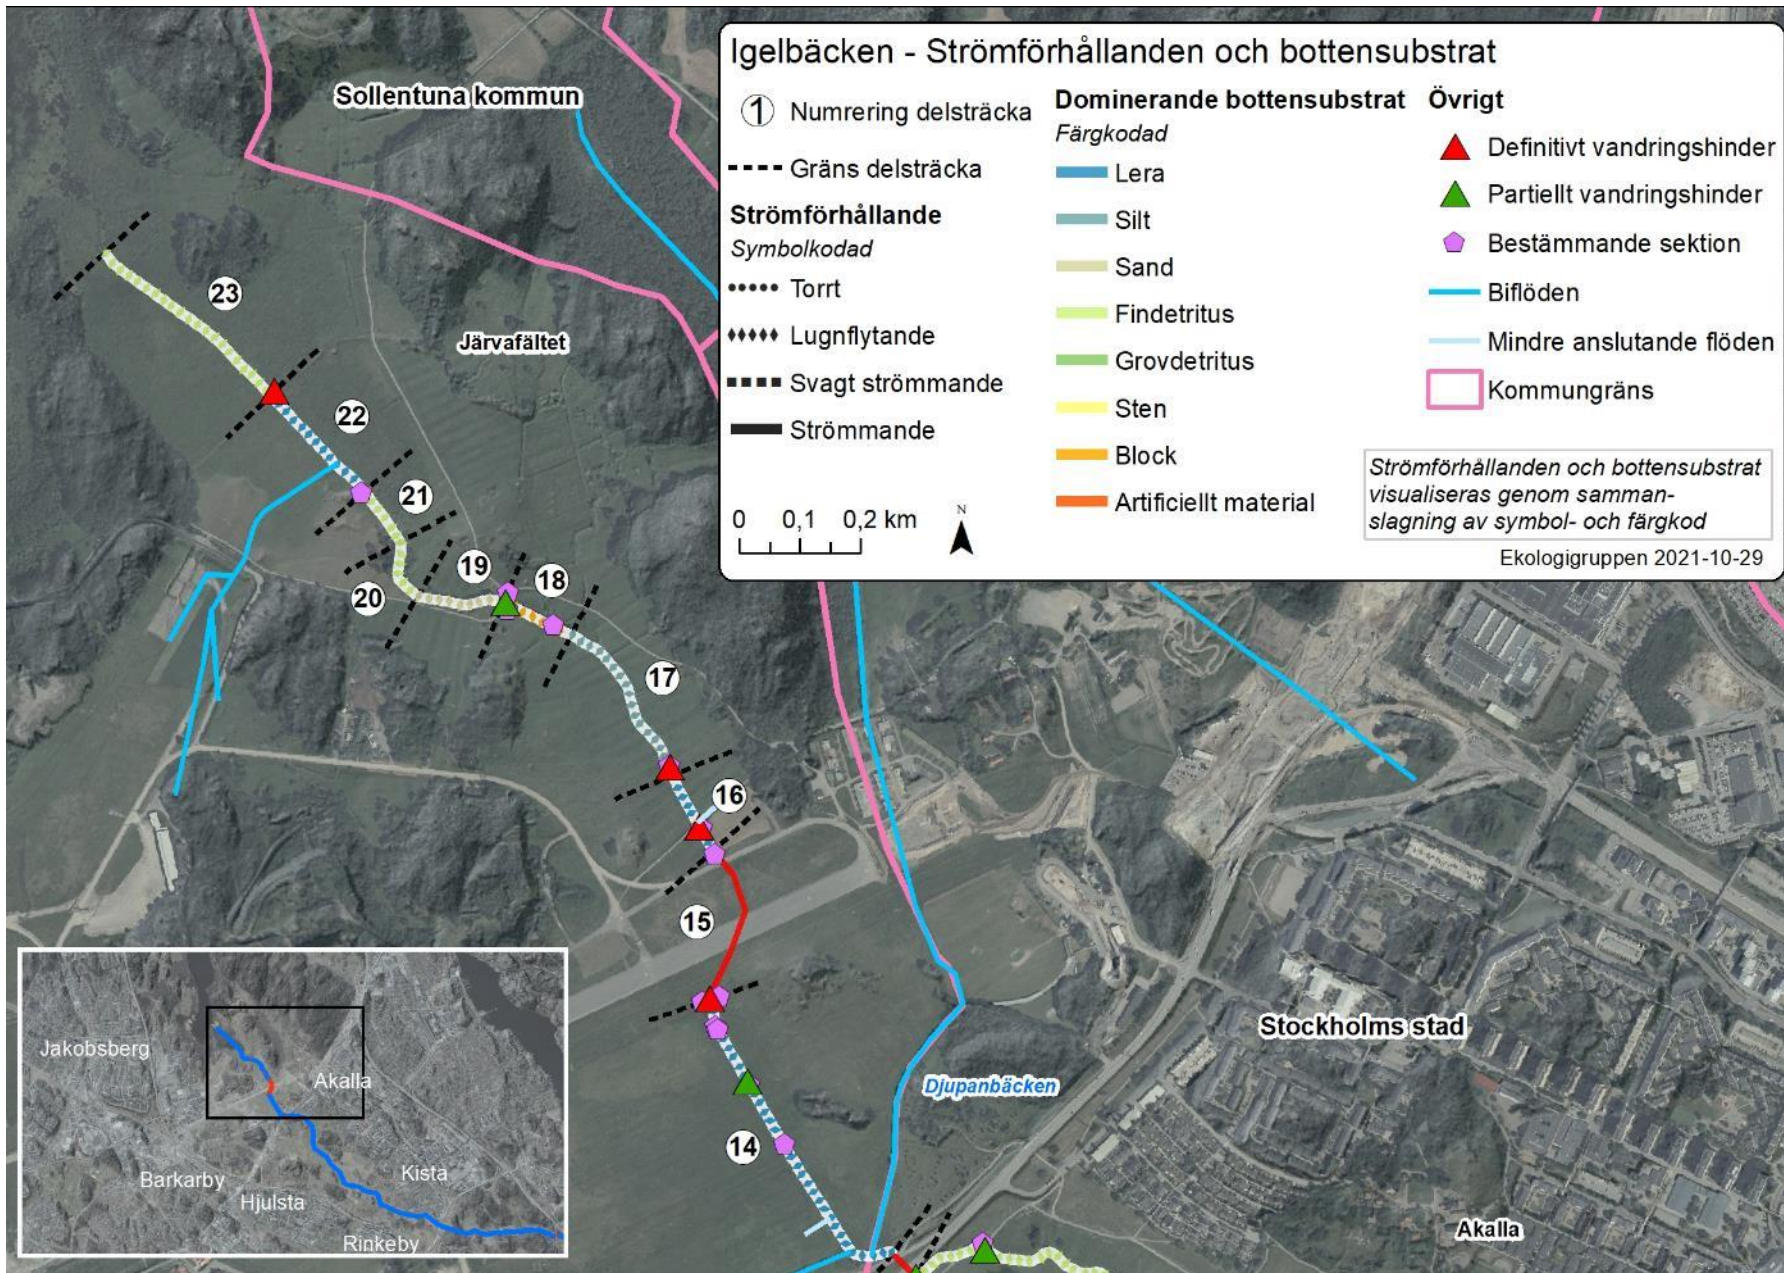 Igelbäcken - Strömförhållanden och bottensubstrat
1 Numrering delsträcka
Gräns delsträcka
Strömförhållande
Symbolkodad
Torrt
Lugnflytande
Svagt strömmande
Strömmande
0 0,1 0,2 km
N
Dominerande bottensubstrat
Färgkodad
Lera
Silt
Sand
Findetritus
Grovdetritus
Sten
Block
Artificiellt material
Övrigt
Definitivt vandringshinder
Partiellt vandringshinder
Bestämmande sektion
Biflöden
Mindre anslutande flöden
Kommungräns
Strömförhållanden och bottensubstrat
visualiseras genom samman-
slagning av symbol- och färgkod
Ekologigruppen 2021-10-29
Sollentuna kommun
23
Järvafältet
22
21
19
18
20
17
16
15
Stockholms stad
Djupanbäcken
14
Akalla
Jakobsberg
Akalla
Barkarby
Kista
Hjulsta
Rinkeby